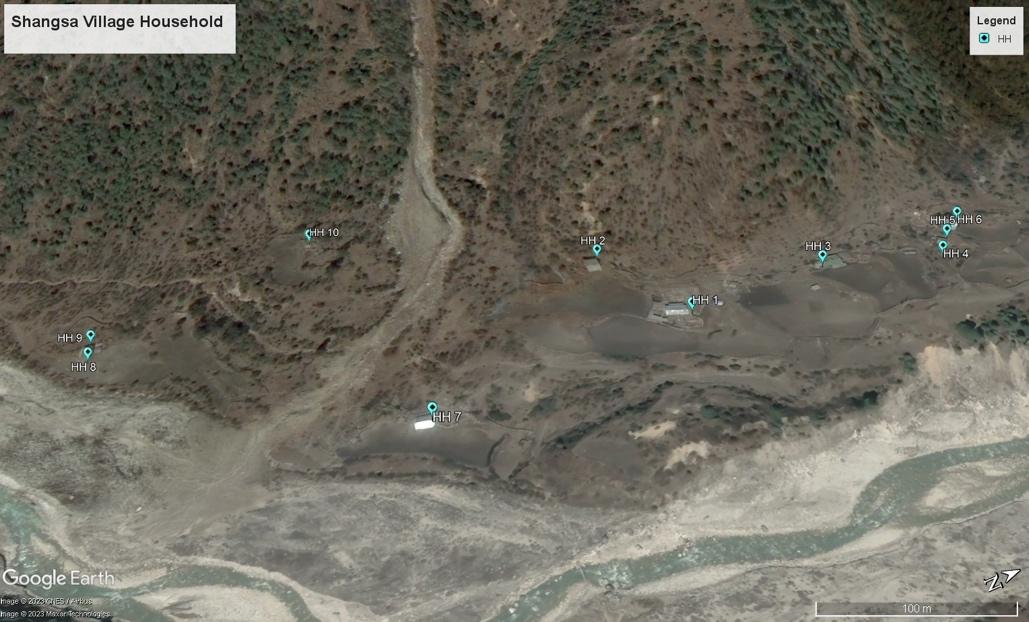 Shangsa Village Household
Legend
HH
HH 5
HH 6
HH 10
HH 2
HH 3
HH 4
HH 1
HH 9
HH 8
HH 7
Google Earth
Image © 2023 CNES / Airbus
Image © 2023 Maxar Technologies
N
100 m